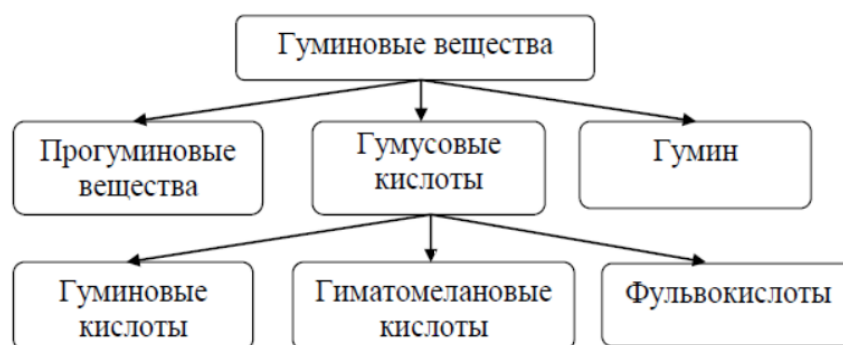 Гуминовые вещества
Прогуминовые
вещества
Гумусовые
кислоты
Гумин
Гуминовые
кислоты
Гиматомелановые
кислоты
Фульвокислоты